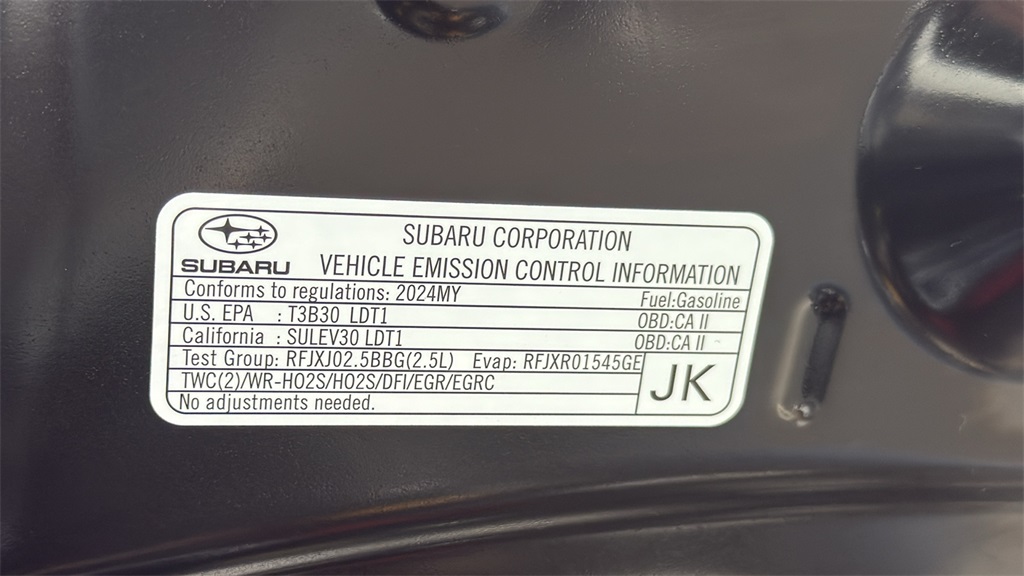 SUBARU CORPORATION
SUBARU
VEHICLE EMISSION CONTROL INFORMATION
Conforms to regulations: 2024MY Fuel:Gasoline
U.S. EPA : T3B30 LDT1 OBD:CA II
California : SULEV30 LDT1 OBD:CA II
Test Group: RFJXJ02.5BBG(2.5L) Evap: RFJXR01545GE
TWC(2)/WR-HO2S/HO2S/DFI/EGR/EGRC
JK
No adjustments needed.